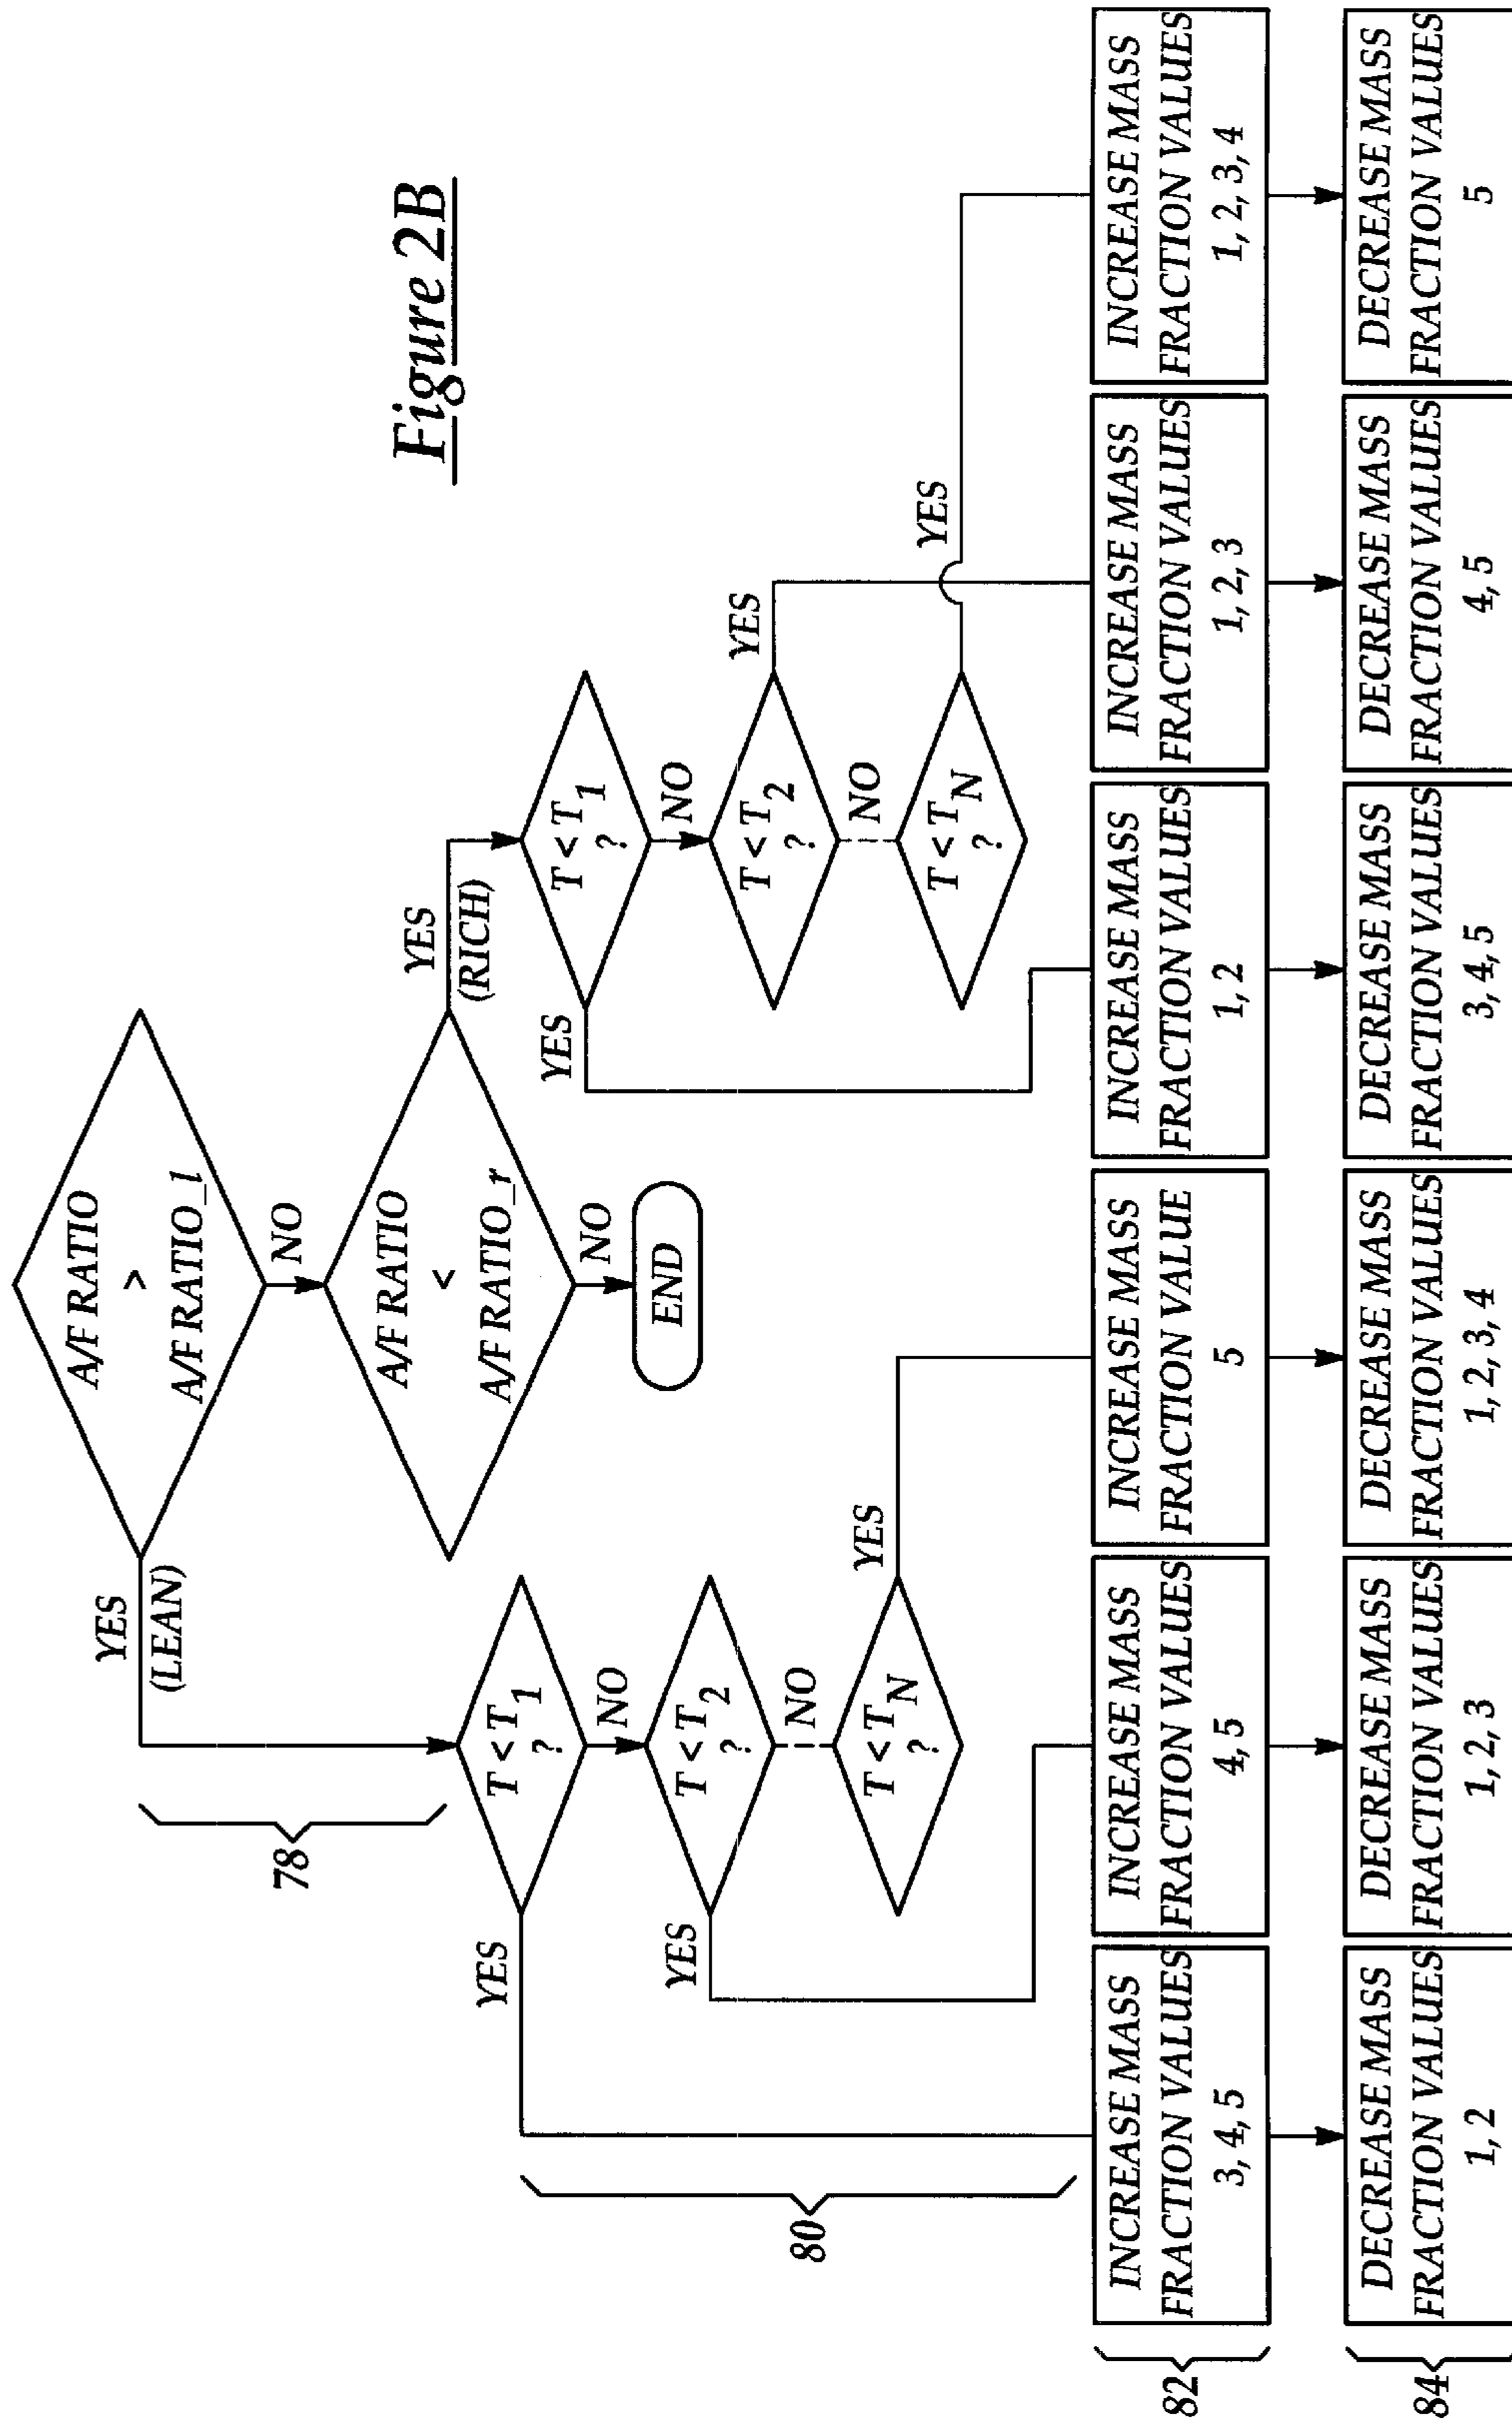 Figure 2B
A/F RATIO
>
A/F RATIO_l
YES
(LEAN)
NO
78
A/F RATIO
<
A/F RATIO_r
YES
(RICH)
NO
END
T < T1
?
YES
NO
T < T2
?
YES
NO
T < TN
?
YES
80
T < T1
?
YES
NO
T < T2
?
YES
NO
T < TN
?
YES
82
INCREASE MASS
FRACTION VALUES
3, 4, 5
INCREASE MASS
FRACTION VALUES
4, 5
INCREASE MASS
FRACTION VALUE
5
INCREASE MASS
FRACTION VALUES
1, 2
INCREASE MASS
FRACTION VALUES
1, 2, 3
INCREASE MASS
FRACTION VALUES
1, 2, 3, 4
84
DECREASE MASS
FRACTION VALUES
1, 2
DECREASE MASS
FRACTION VALUES
1, 2, 3
DECREASE MASS
FRACTION VALUES
1, 2, 3, 4
DECREASE MASS
FRACTION VALUES
3, 4, 5
DECREASE MASS
FRACTION VALUES
4, 5
DECREASE MASS
FRACTION VALUES
5